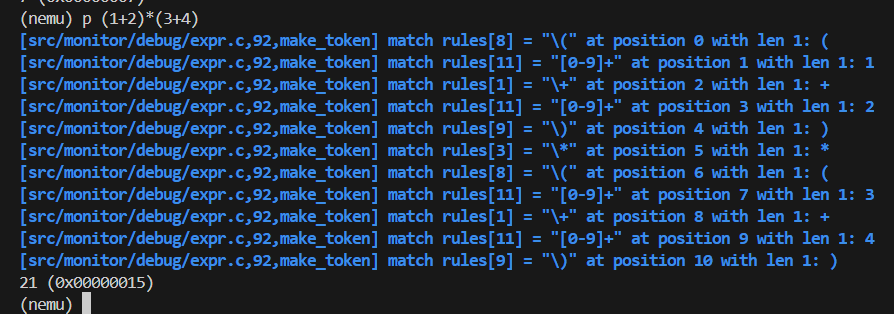 (nemu) p (1+2)*(3+4)
[src/monitor/debug/expr.c,92,make_token] match rules[8] = "\(" at position 0 with len 1: (
[src/monitor/debug/expr.c,92,make_token] match rules[11] = "[0-9]+" at position 1 with len 1: 1
[src/monitor/debug/expr.c,92,make_token] match rules[1] = "\+" at position 2 with len 1: +
[src/monitor/debug/expr.c,92,make_token] match rules[11] = "[0-9]+" at position 3 with len 1: 2
[src/monitor/debug/expr.c,92,make_token] match rules[9] = "\)" at position 4 with len 1: )
[src/monitor/debug/expr.c,92,make_token] match rules[3] = "\*" at position 5 with len 1: *
[src/monitor/debug/expr.c,92,make_token] match rules[8] = "\(" at position 6 with len 1: (
[src/monitor/debug/expr.c,92,make_token] match rules[11] = "[0-9]+" at position 7 with len 1: 3
[src/monitor/debug/expr.c,92,make_token] match rules[1] = "\+" at position 8 with len 1: +
[src/monitor/debug/expr.c,92,make_token] match rules[11] = "[0-9]+" at position 9 with len 1: 4
[src/monitor/debug/expr.c,92,make_token] match rules[9] = "\)" at position 10 with len 1: )
21 (0x00000015)
(nemu)